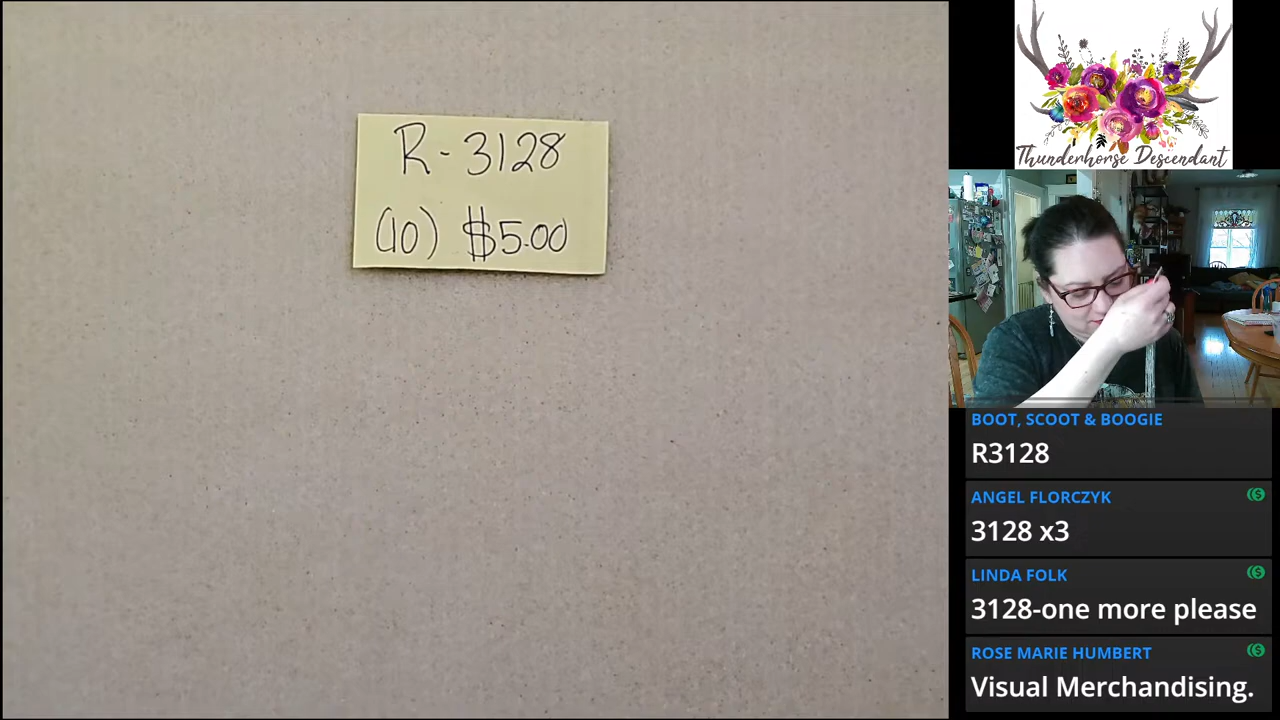 R-3128
(10) $5.00
Thunderhorse Descendant
BOOT, SCOOT & BOOGIE
R3128
ANGEL FLORCZYK
3128 x3
LINDA FOLK
3128-one more please
ROSE MARIE HUMBERT
Visual Merchandising.